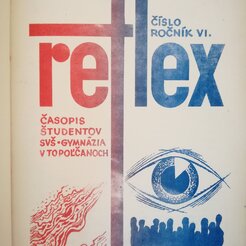 ČÍSLO
ROČNÍK VI.
reflex
ČASOPIS
ŠTUDENTOV
SVŠ-GYMNÁZIA
V TOPOĽČANOCH